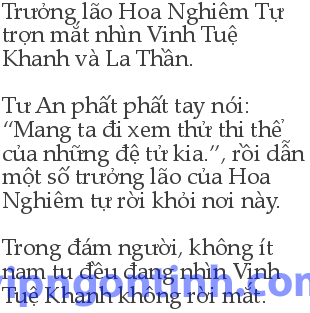 Trưởng lão Hoa Nghiêm Tự
trợn mắt nhìn Vinh Tuệ
Khanh và La Thần.
Tư An phất phất tay nói:
“Mang ta đi xem thử thi thể
của những đệ tử kia.”, rồi dẫn
một số trưởng lão của Hoa
Nghiêm tự rời khỏi nơi này.
Trong đám người, không ít
nam tu đều đang nhìn Vinh
Tuệ Khanh không rời mắt.